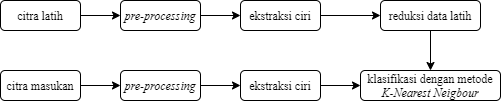 citra latih
pre-processing
ekstraksi ciri
reduksi data latih
citra masukan
pre-processing
ekstraksi ciri
klasifikasi dengan metode
K-Nearest Neigbour